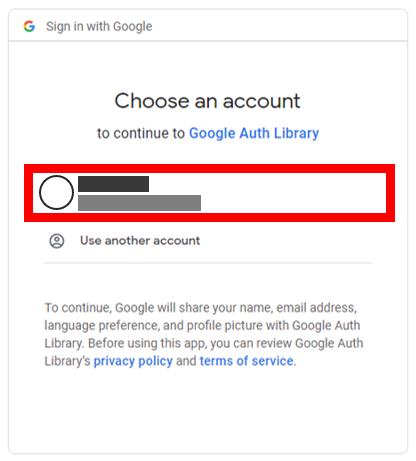 Sign in with Google
Choose an account
to continue to Google Auth Library
Use another account
To continue, Google will share your name, email address,
language preference, and profile picture with Google Auth
Library. Before using this app, you can review Google Auth
Library's privacy policy and terms of service.